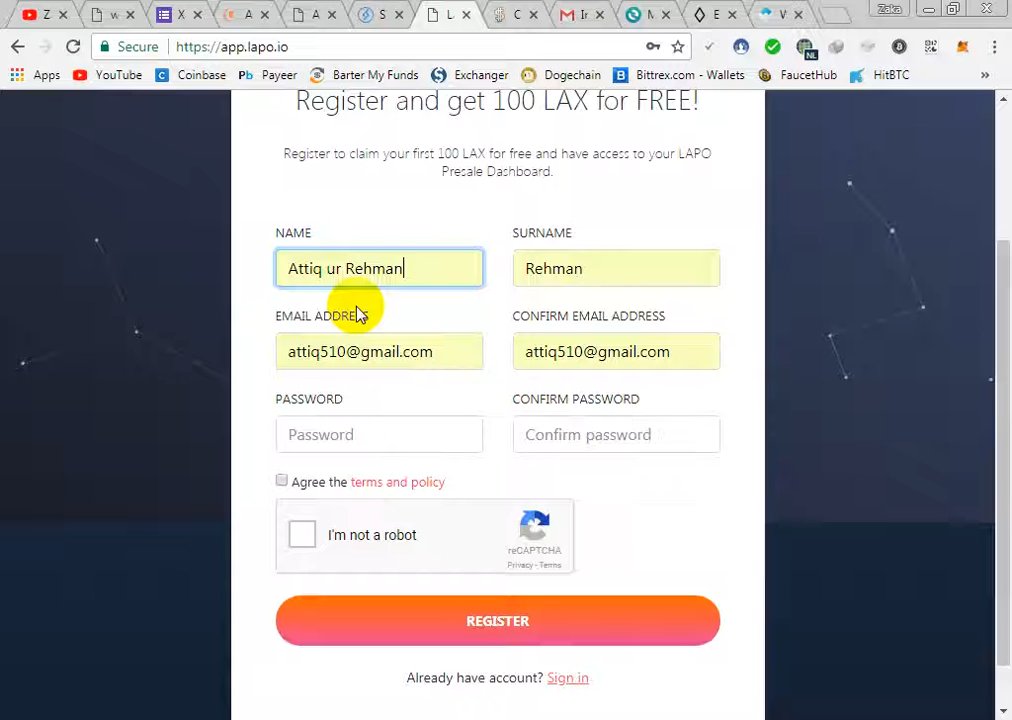 Z
w
X
A
A
S
L
C
M Ir
M
E
V
Zaka
Secure
https://app.lapo.io
NL
Apps
YouTube
Coinbase
Pb Payeer
Barter My Funds
Exchanger
Dogechain
Bittrex.com - Wallets
FaucetHub
HitBTC
»
Register and get 100 LAX for FREE!
Register to claim your first 100 LAX for free and have access to your LAPO
Presale Dashboard.
NAME
SURNAME
Attiq ur Rehman
Rehman
EMAIL ADDRESS
CONFIRM EMAIL ADDRESS
attiq510@gmail.com
attiq510@gmail.com
PASSWORD
CONFIRM PASSWORD
Password
Confirm password
Agree the terms and policy
I'm not a robot
reCAPTCHA
Privacy - Terms
REGISTER
Already have account? Sign in